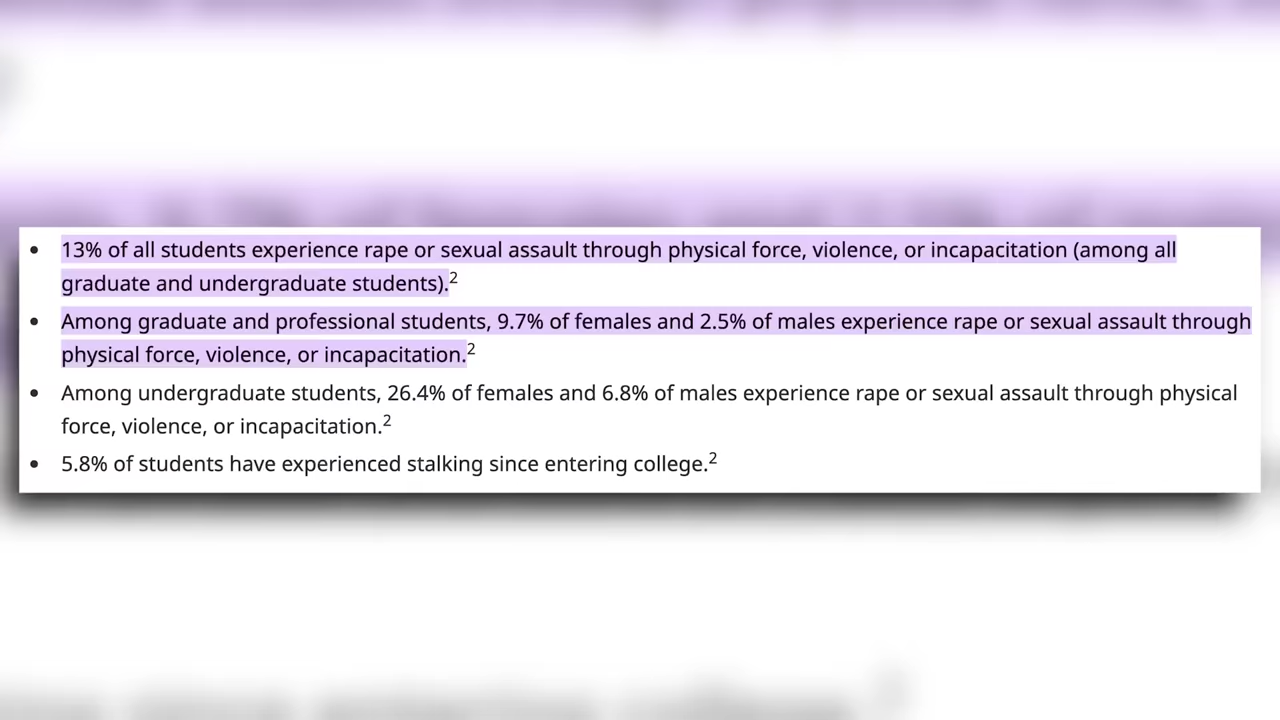 • 13% of all students experience rape or sexual assault through physical force, violence, or incapacitation (among all
graduate and undergraduate students).2
• Among graduate and professional students, 9.7% of females and 2.5% of males experience rape or sexual assault through
physical force, violence, or incapacitation.2
• Among undergraduate students, 26.4% of females and 6.8% of males experience rape or sexual assault through physical
force, violence, or incapacitation.2
• 5.8% of students have experienced stalking since entering college.2